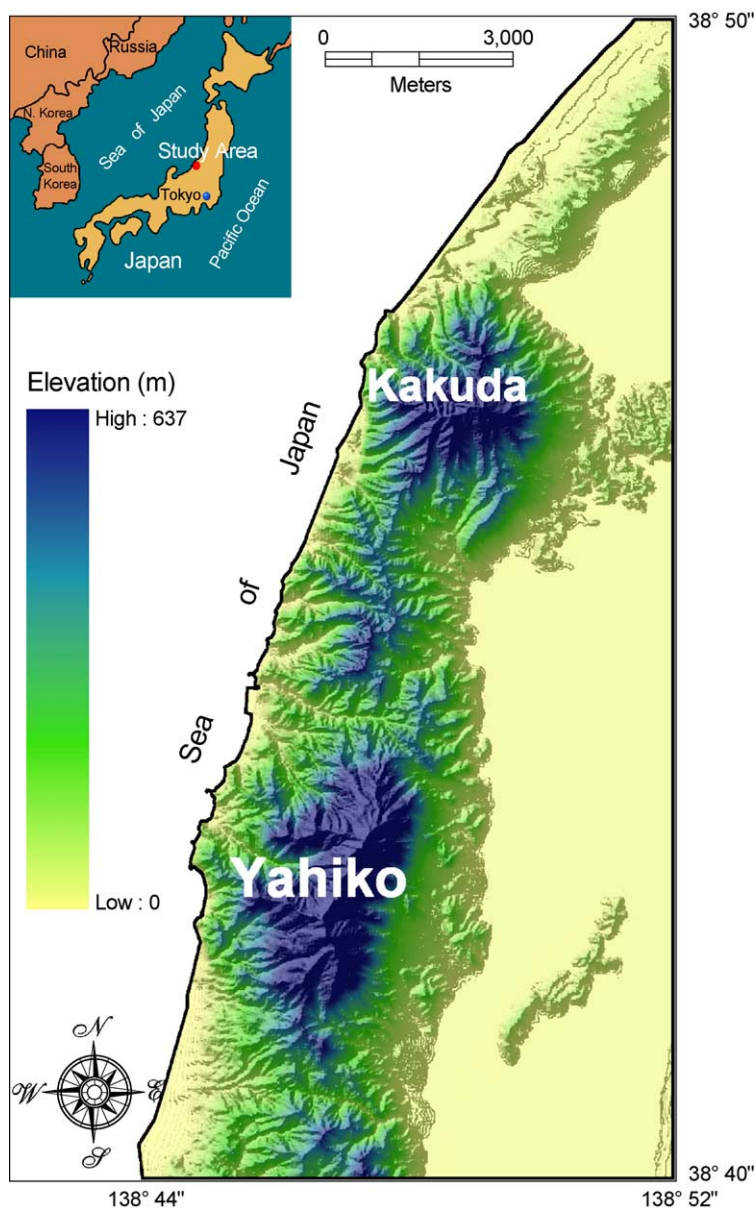 China
Russia
N. Korea
Sea of Japan
South
Korea
Study Area
Tokyo
Japan
Pacific Ocean
0 3,000
Meters
38° 50"
Kakuda
Elevation (m)
High : 637
Low : 0
Sea of Japan
Yahiko
N
W E
S
38° 40"
138° 44"
138° 52"